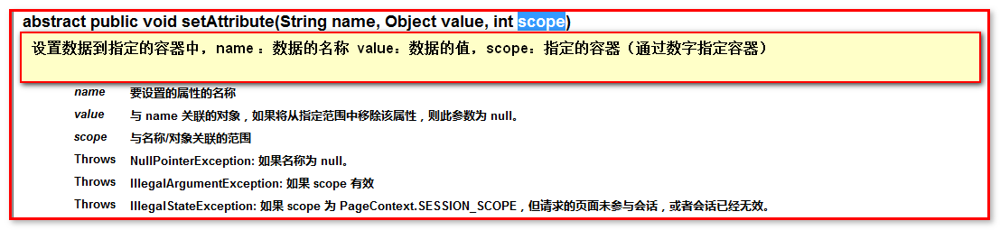 abstract public void setAttribute(String name, Object value, int scope)
设置数据到指定的容器中，name：数据的名称 value：数据的值，scope：指定的容器（通过数字指定容器）
name 要设置的属性的名称
value 与 name 关联的对象，如果将从指定范围中移除该属性，则此参数为 null。
scope 与名称/对象关联的范围
Throws NullPointerException: 如果名称为 null。
Throws IllegalArgumentException: 如果 scope 有效
Throws IllegalStateException: 如果 scope 为 PageContext.SESSION_SCOPE，但请求的页面未参与会话，或者会话已经无效。